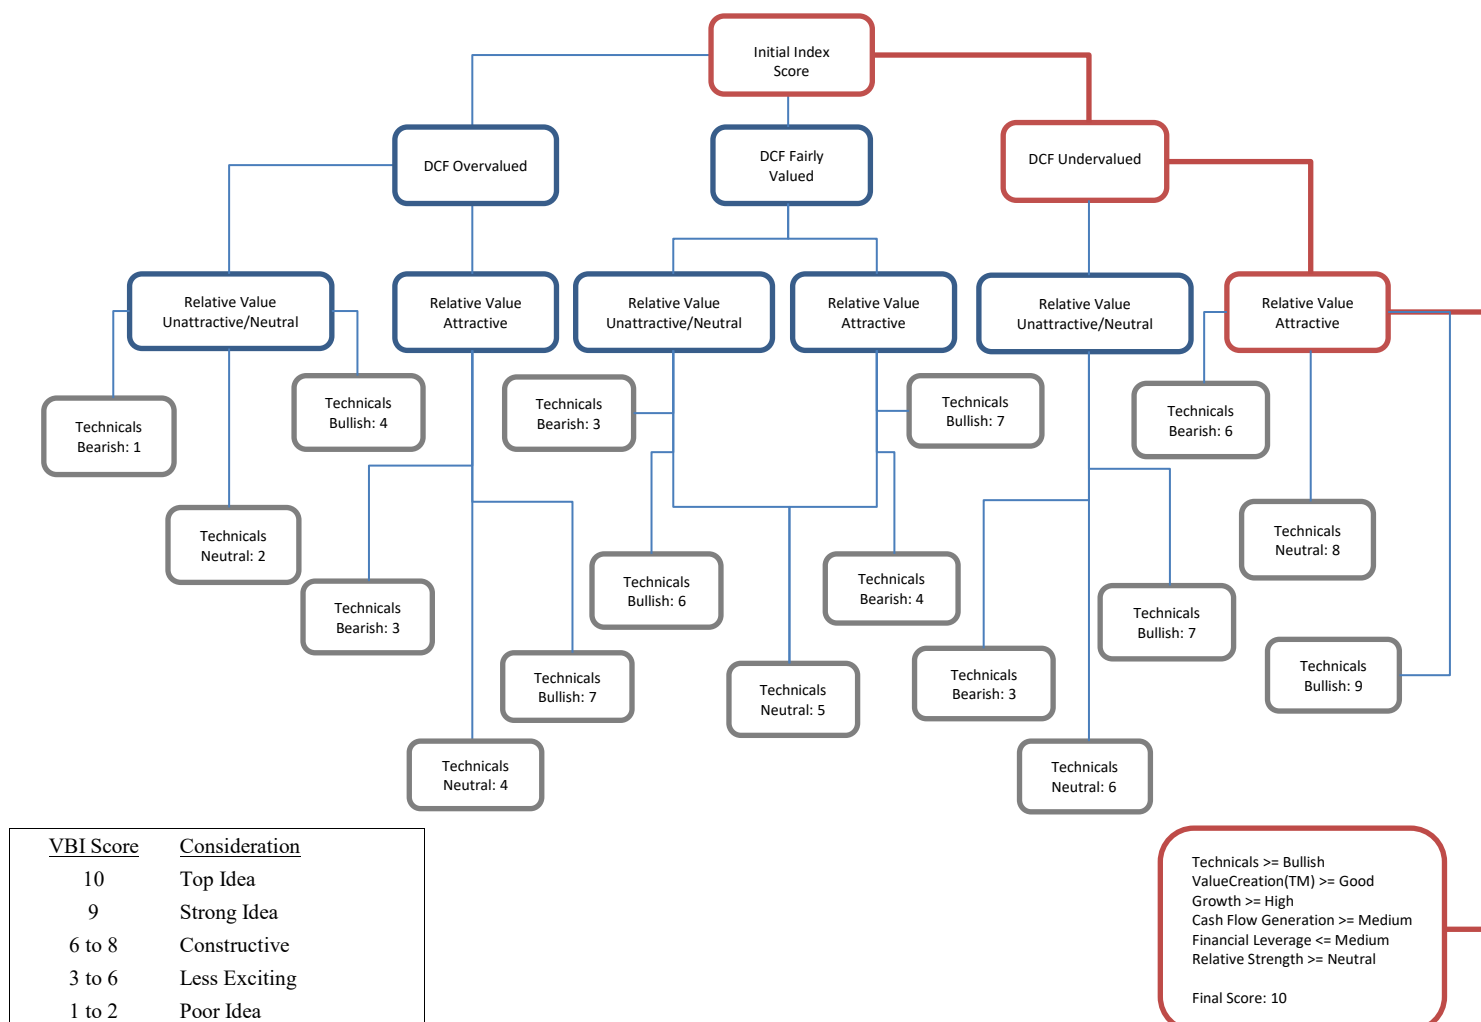 Initial Index
Score
DCF Overvalued
DCF Fairly
Valued
DCF Undervalued
Relative Value
Unattractive/Neutral
Relative Value
Attractive
Relative Value
Unattractive/Neutral
Relative Value
Attractive
Relative Value
Unattractive/Neutral
Relative Value
Attractive
Technicals
Bearish: 1
Technicals
Bullish: 4
Technicals
Bearish: 3
Technicals
Bullish: 7
Technicals
Bearish: 6
Technicals
Neutral: 2
Technicals
Bearish: 3
Technicals
Bullish: 6
Technicals
Bearish: 4
Technicals
Neutral: 8
Technicals
Bullish: 7
Technicals
Bullish: 7
Technicals
Neutral: 5
Technicals
Bearish: 3
Technicals
Bullish: 9
Technicals
Neutral: 4
Technicals
Neutral: 6
VBI Score Consideration
10 Top Idea
9 Strong Idea
6 to 8 Constructive
3 to 6 Less Exciting
1 to 2 Poor Idea
Technicals >= Bullish
ValueCreation(TM) >= Good
Growth >= High
Cash Flow Generation >= Medium
Financial Leverage <= Medium
Relative Strength >= Neutral
Final Score: 10